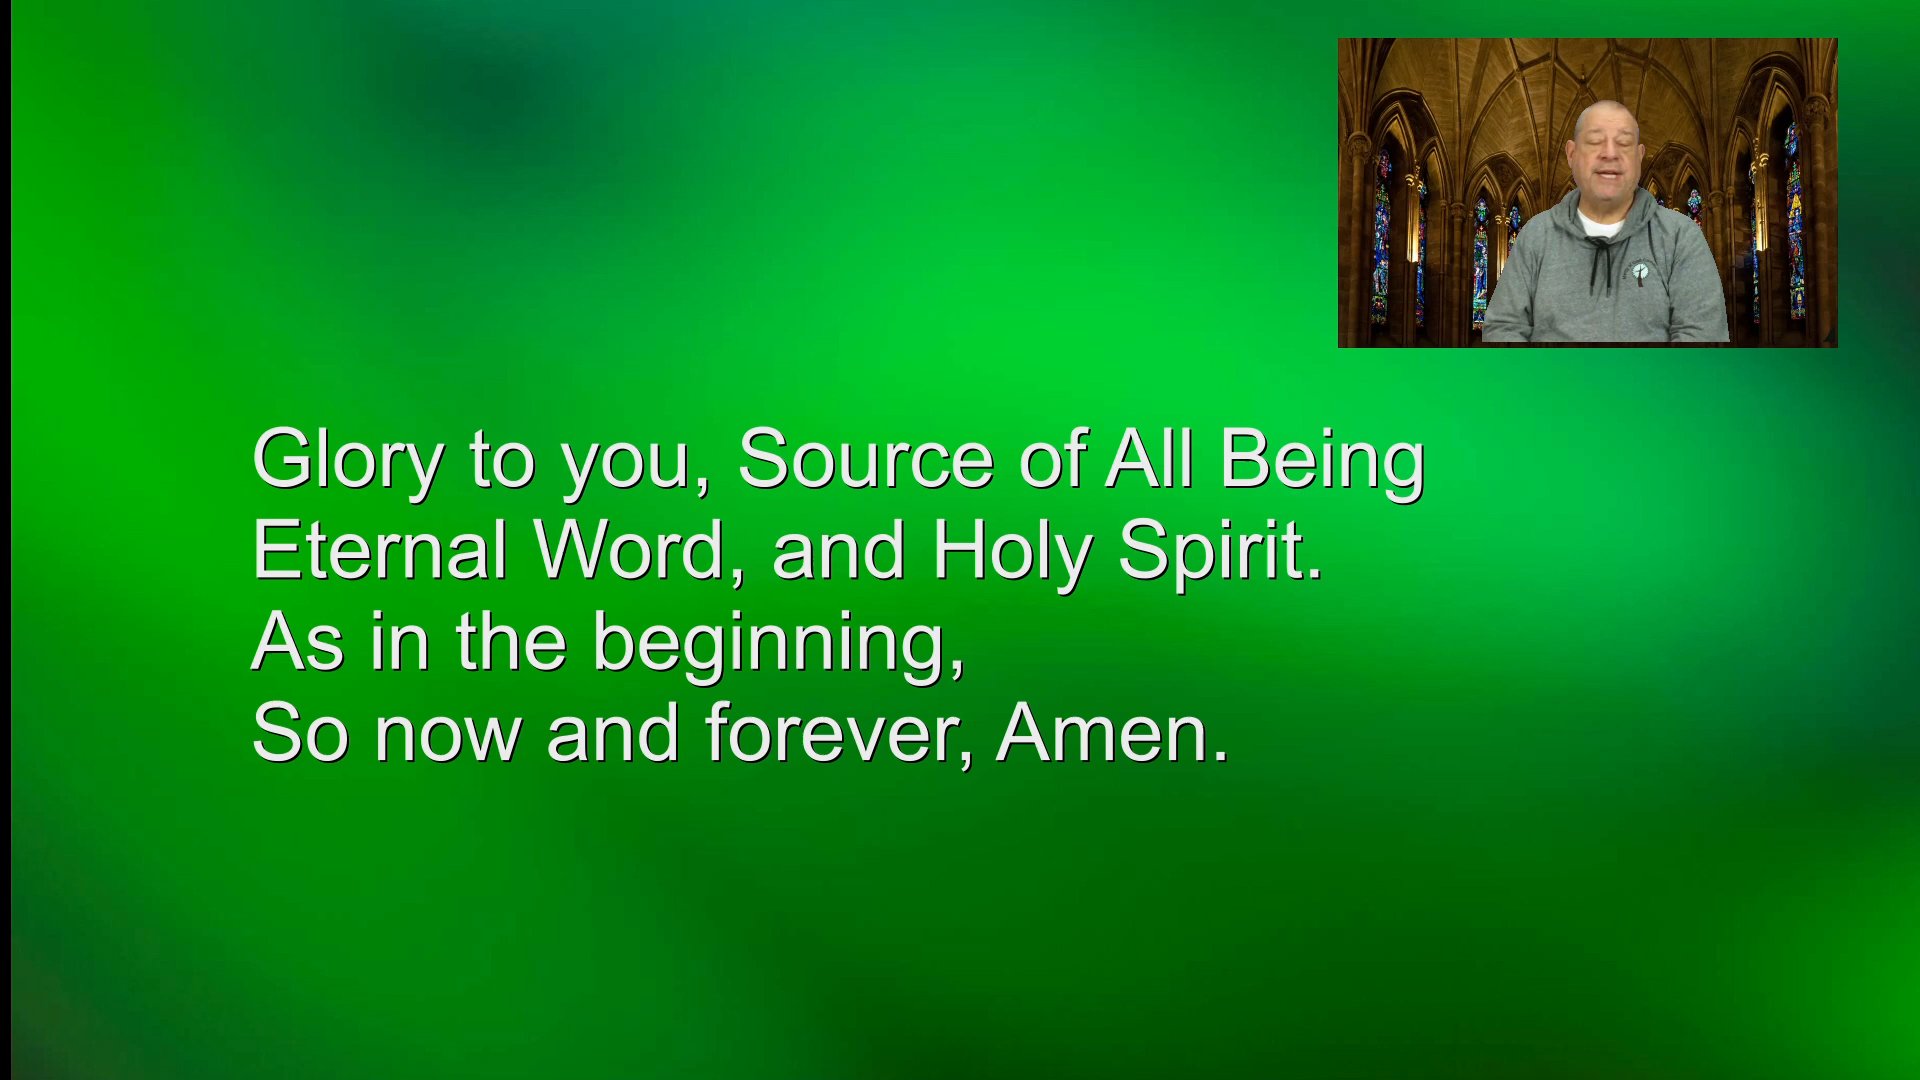 Glory to you, Source of All Being
Eternal Word, and Holy Spirit.
As in the beginning,
So now and forever, Amen.